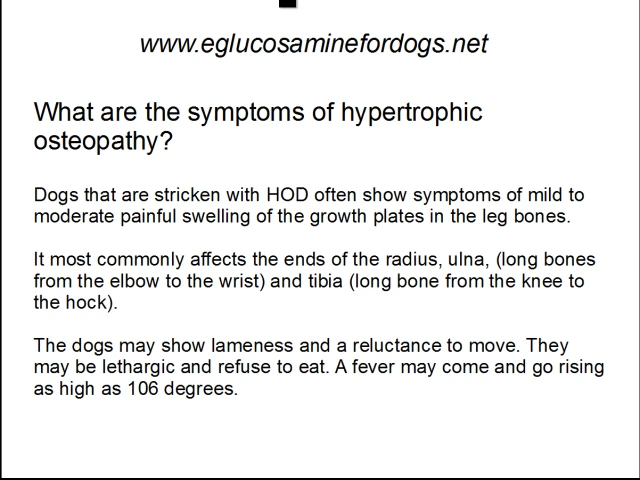 www.eglucosaminefordogs.net
What are the symptoms of hypertrophic
osteopathy?
Dogs that are stricken with HOD often show symptoms of mild to
moderate painful swelling of the growth plates in the leg bones.
It most commonly affects the ends of the radius, ulna, (long bones
from the elbow to the wrist) and tibia (long bone from the knee to
the hock).
The dogs may show lameness and a reluctance to move. They
may be lethargic and refuse to eat. A fever may come and go rising
as high as 106 degrees.